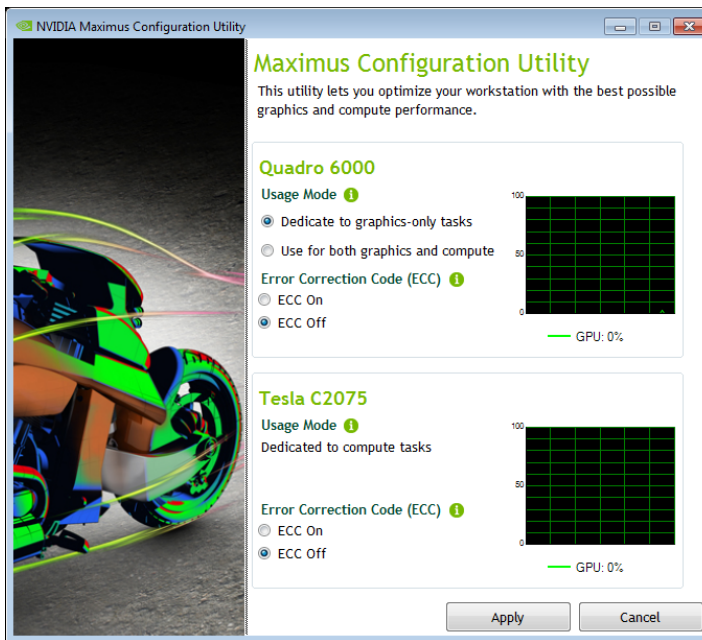 NVIDIA Maximus Configuration Utility
Maximus Configuration Utility
This utility lets you optimize your workstation with the best possible
graphics and compute performance.
Quadro 6000
Usage Mode
Dedicate to graphics-only tasks
Use for both graphics and compute
Error Correction Code (ECC)
ECC On
ECC Off
100
50
0
GPU: 0%
Tesla C2075
Usage Mode
Dedicated to compute tasks
Error Correction Code (ECC)
ECC On
ECC Off
100
50
0
GPU: 0%
Apply
Cancel